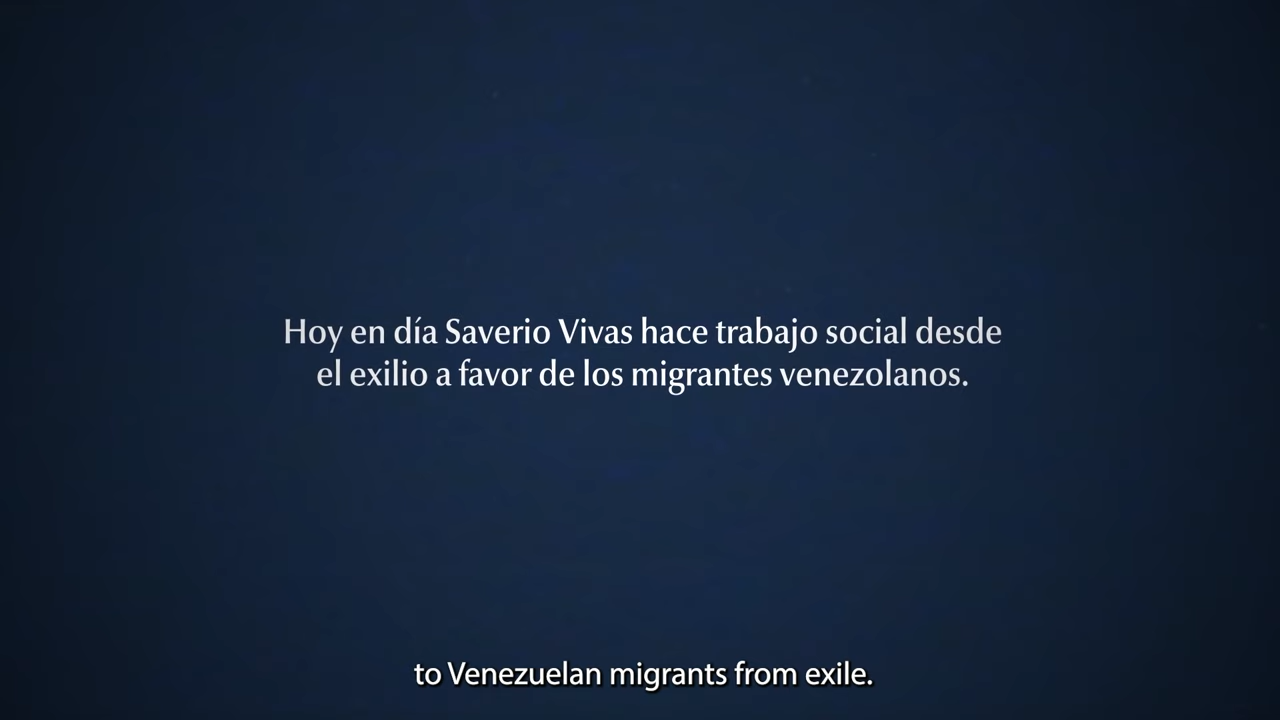 Hoy en día Saverio Vivas hace trabajo social desde
el exilio a favor de los migrantes venezolanos.
to Venezuelan migrants from exile.